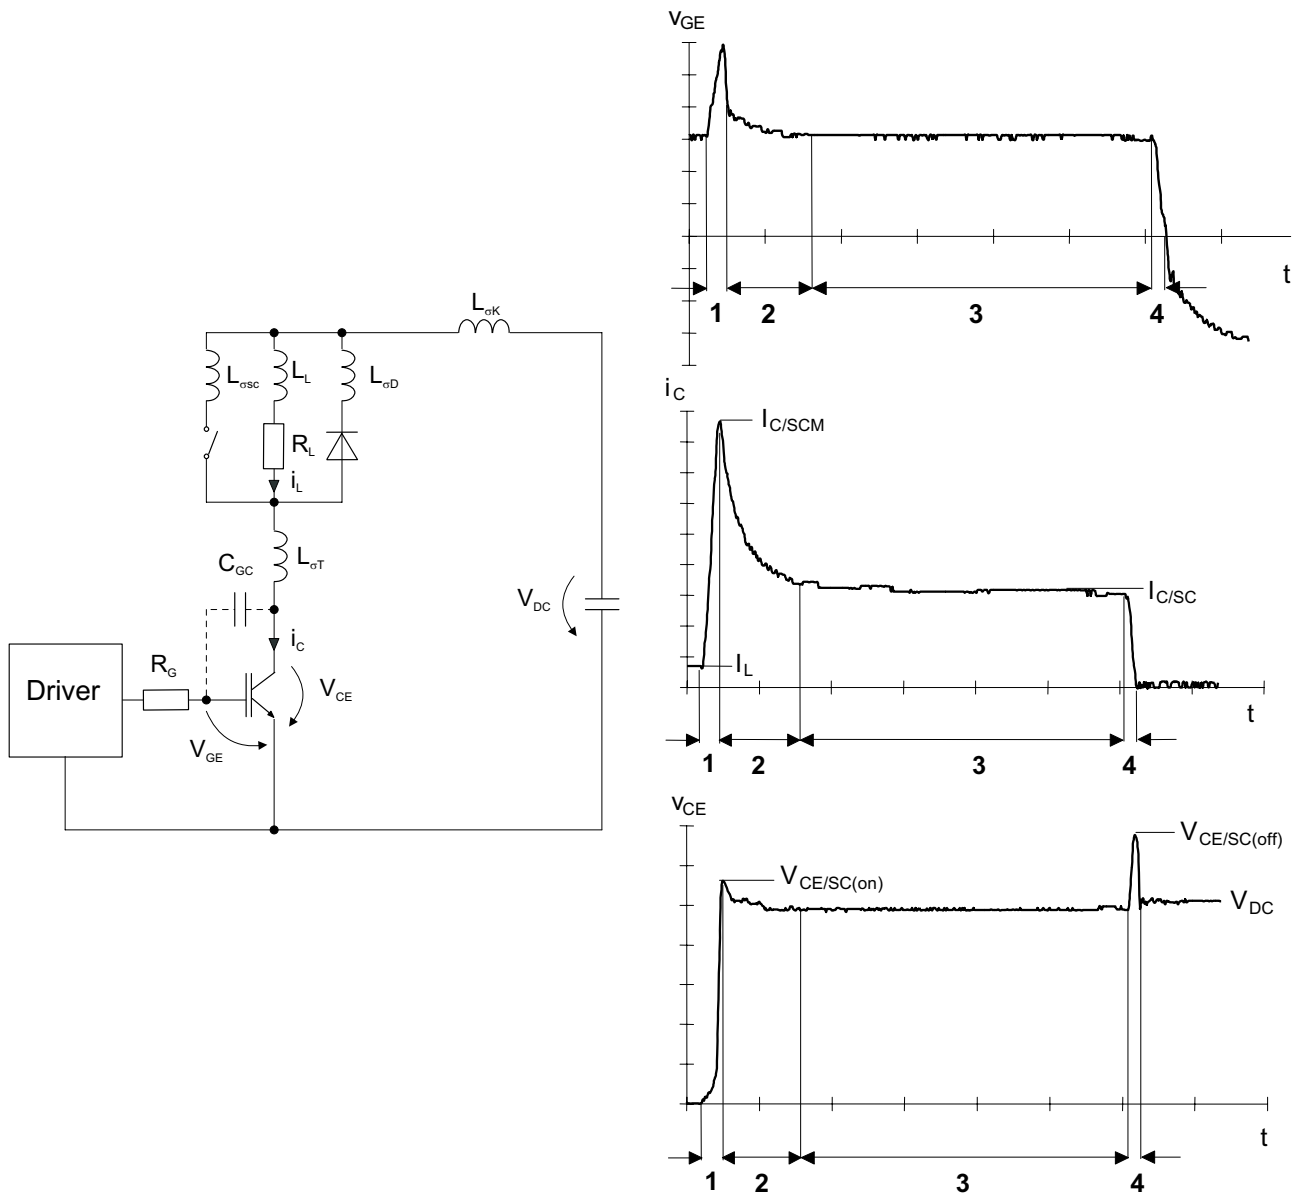 L_σK
L_σsc
L_L
L_σD
R_L
i_L
L_σT
C_GC
V_DC
i_C
Driver
R_G
V_CE
V_GE
v_GE
t
1 2 3 4
i_C
I_C/SCM
I_C/SC
I_L
t
1 2 3 4
v_CE
V_CE/SC(off)
V_CE/SC(on)
V_DC
t
1 2 3 4